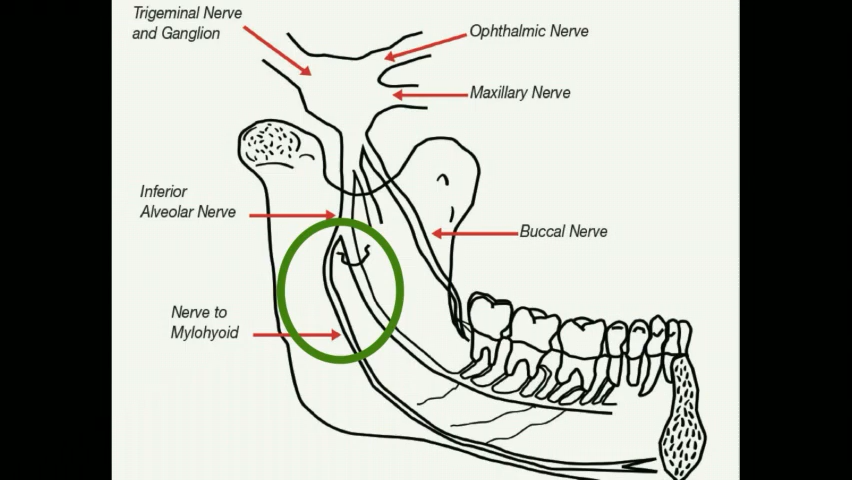 Trigeminal Nerve
and Ganglion
Ophthalmic Nerve
Maxillary Nerve
Inferior
Alveolar Nerve
Buccal Nerve
Nerve to
Mylohyoid